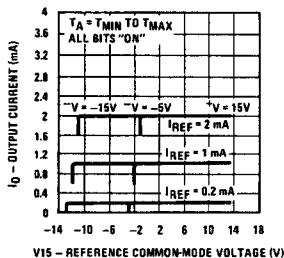 4
3.6
3.2
2.8
2.4
2
1.6
1.2
0.8
0.4
0
TA = TMIN TO TMAX
ALL BITS "ON"
−V = −15V −V = −5V +V = 15V
IREF = 2 mA
IREF = 1 mA
IREF = 0.2 mA
IO – OUTPUT CURRENT (mA)
−14 −10 −6 −2 2 6 10 14 18
V15 – REFERENCE COMMON-MODE VOLTAGE (V)